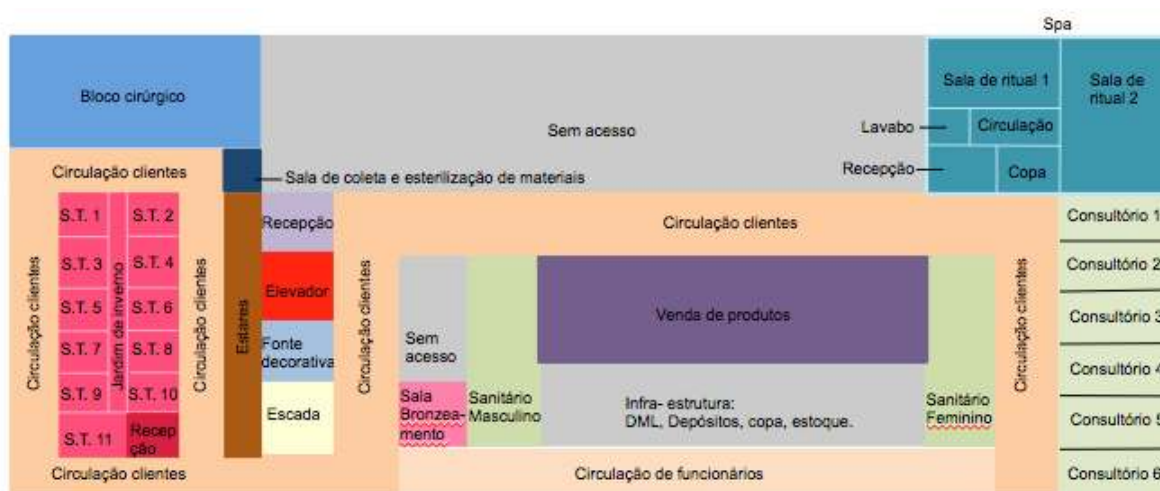 Spa
Bloco cirúrgico
Sem acesso
Sala de ritual 1
Sala de
ritual 2
Lavabo
Circulação
Recepção
Copa
Circulação clientes
Sala de coleta e esterilização de materiais
S.T. 1
S.T. 2
S.T. 3
S.T. 4
S.T. 5
S.T. 6
S.T. 7
S.T. 8
S.T. 9
S.T. 10
S.T. 11
Recep
ção
Jardim de inverno
Circulação clientes
Circulação clientes
Circulação clientes
Estares
Recepção
Elevador
Fonte
decorativa
Escada
Circulação clientes
Circulação clientes
Sem
acesso
Sala
Bronzea-
mento
Sanitário
Masculino
Venda de produtos
Infra- estrutura:
DML, Depósitos, copa, estoque.
Sanitário
Feminino
Circulação clientes
Circulação de funcionários
Consultório 1
Consultório 2
Consultório 3
Consultório 4
Consultório 5
Consultório 6